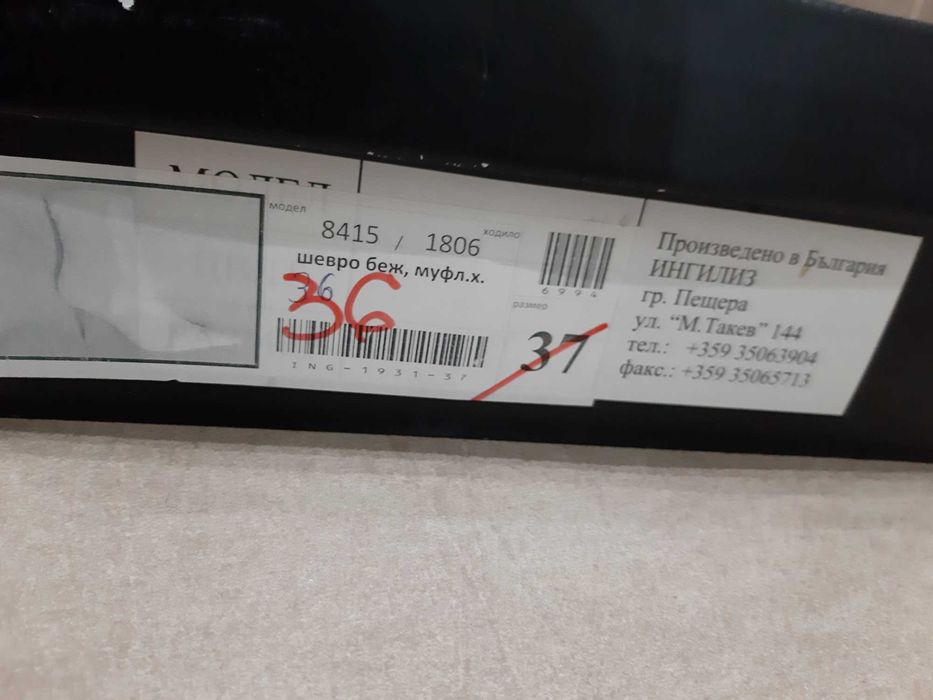 МОДЕЛ
модел
8415 / 1806
ходило
шевро беж, муфл.х.
36
36
ING-1931-37
6994
размер
37
Произведено в България
ИНГИЛИЗ
гр. Пещера
ул. “М.Такев” 144
тел.: +359 35063904
факс.: +359 35065713